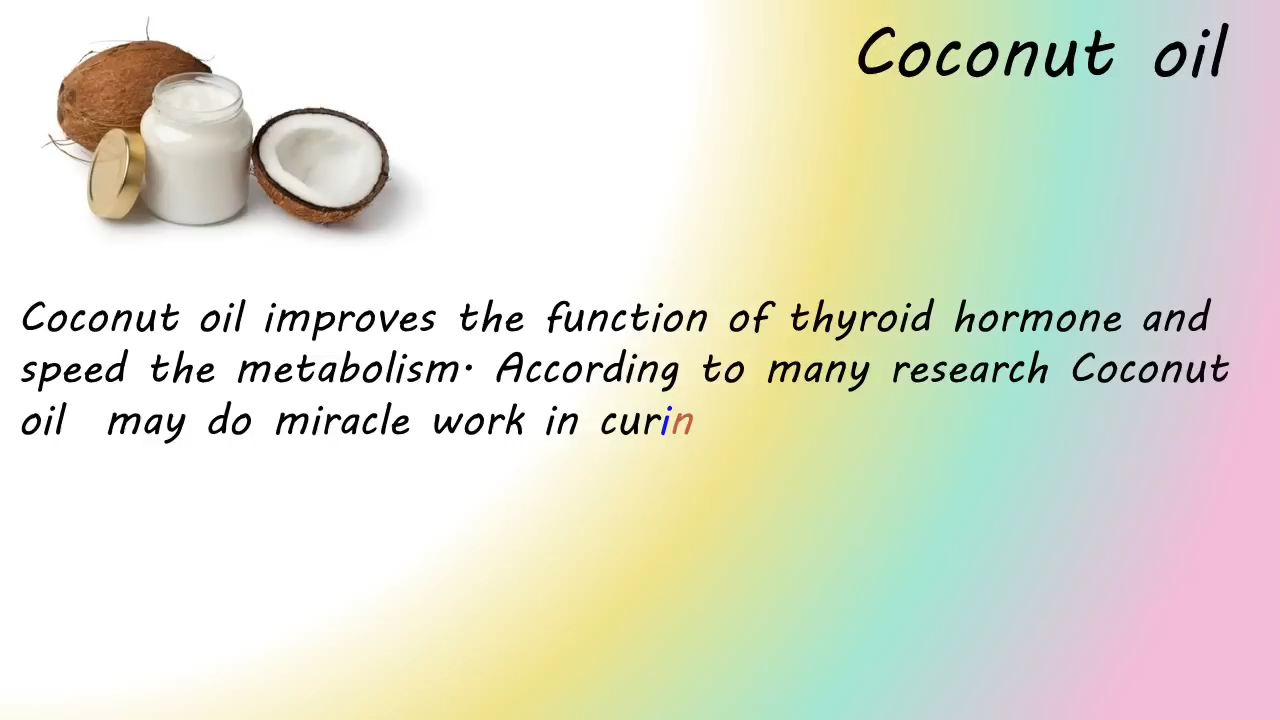 Coconut oil
Coconut oil improves the function of thyroid hormone and
speed the metabolism. According to many research Coconut
oil may do miracle work in curin